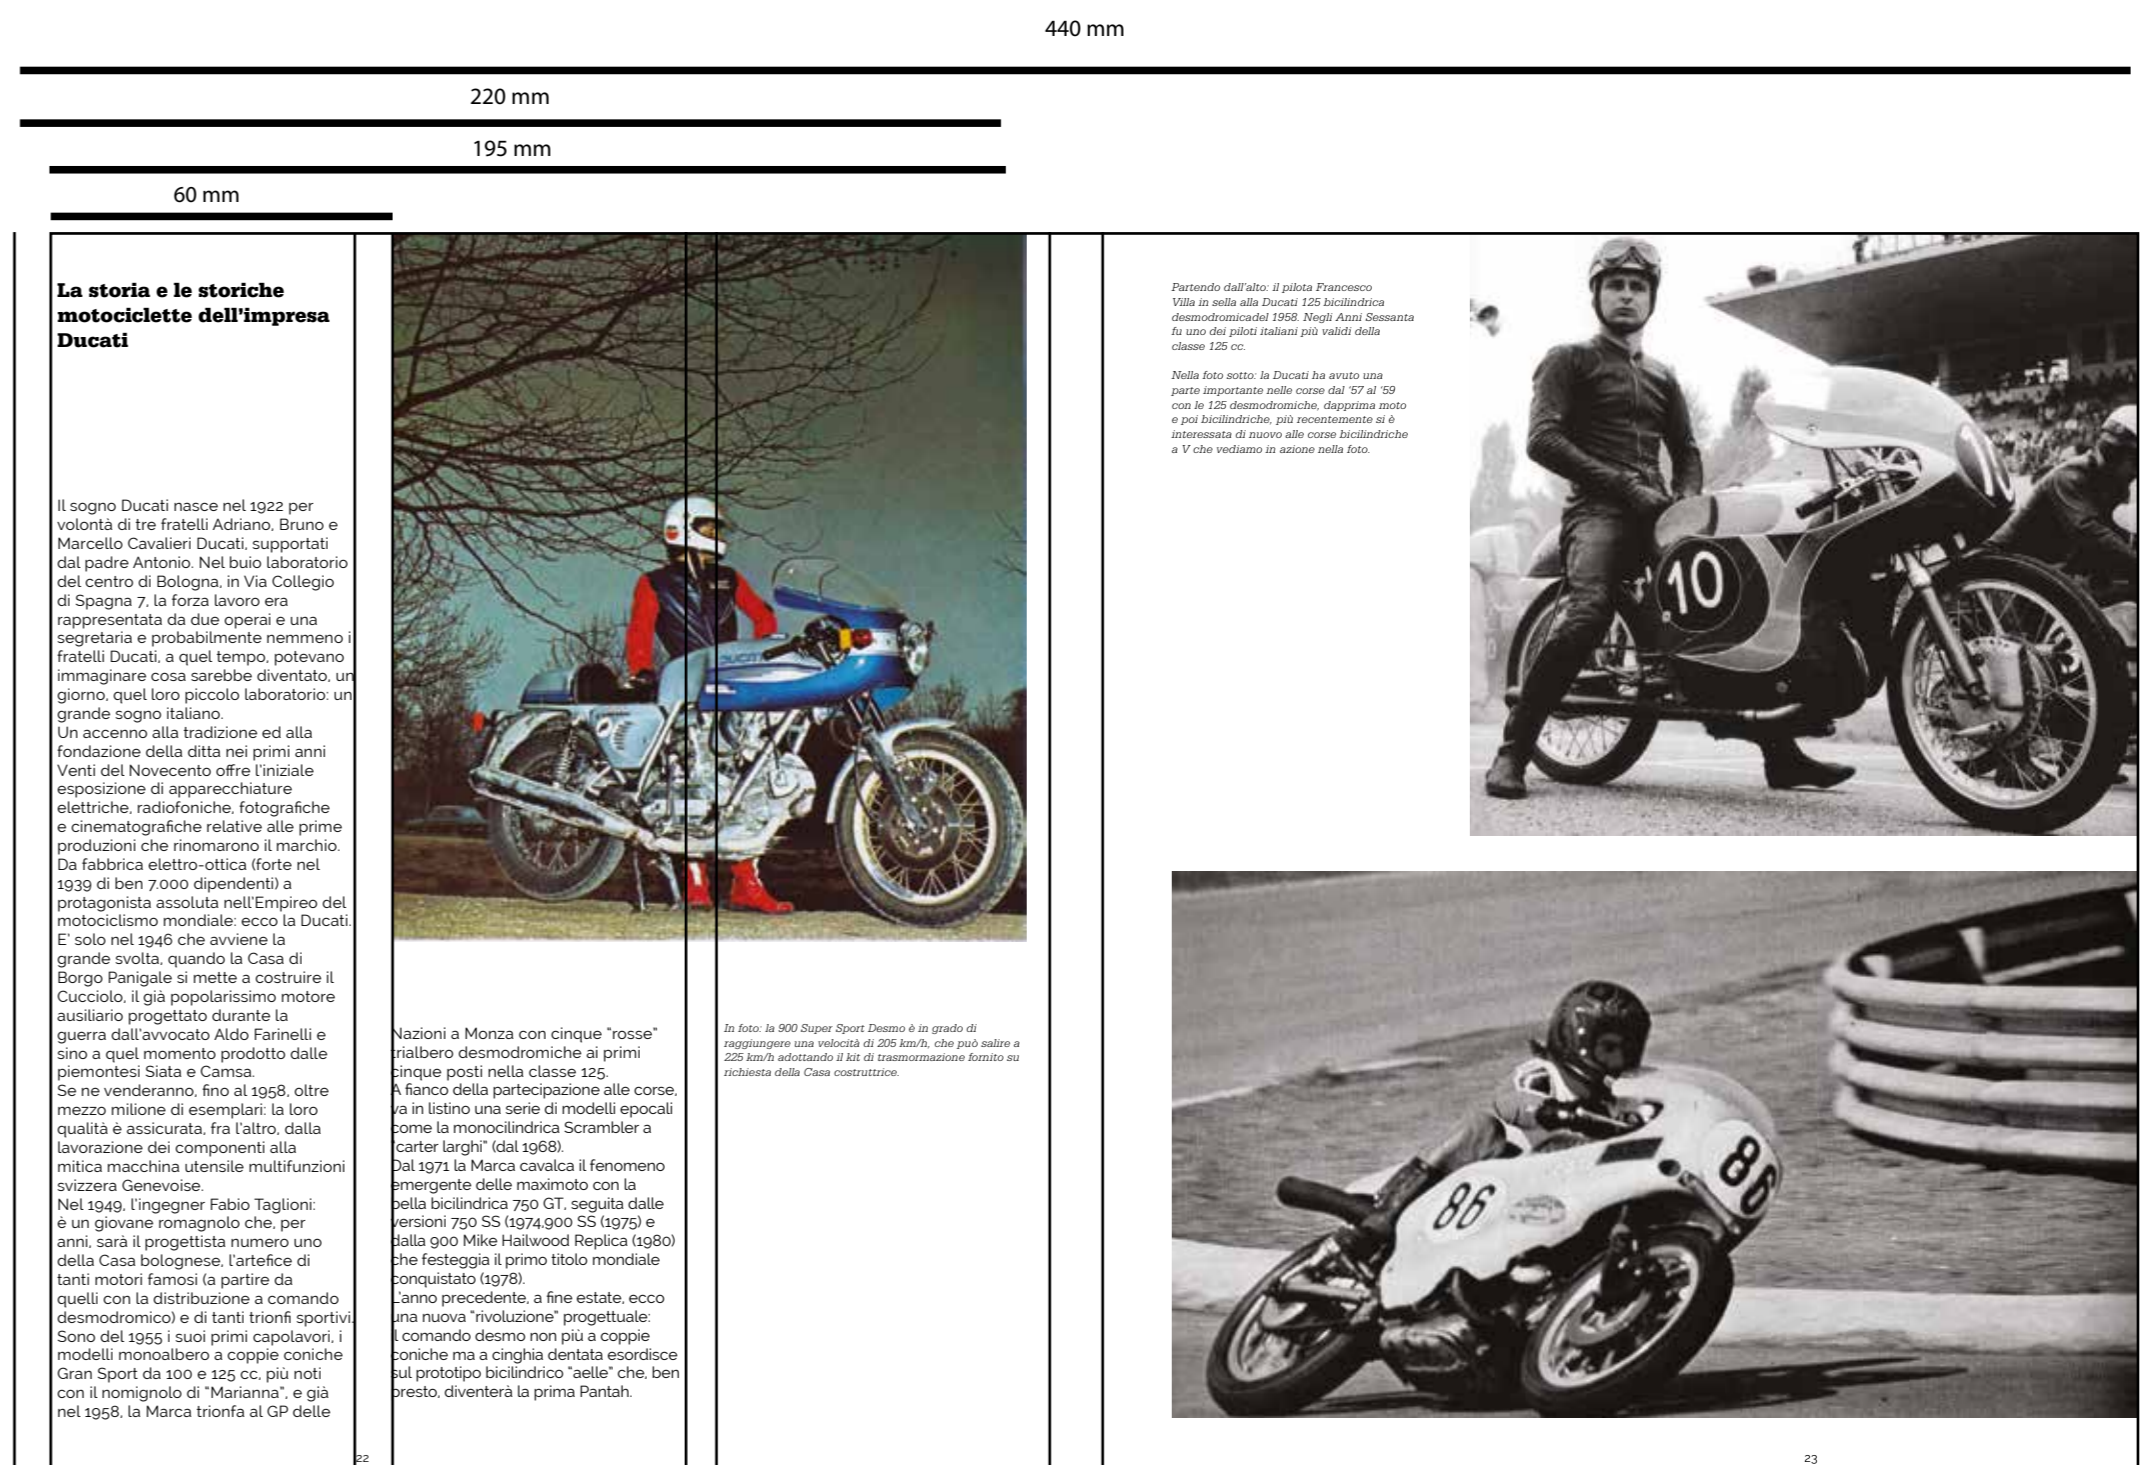 440 mm
220 mm
195 mm
60 mm
La storia e le storiche
motociclette dell'impresa
Ducati
Il sogno Ducati nasce nel 1922 per
volontà di tre fratelli Adriano, Bruno e
Marcello Cavalieri Ducati, supportati
dal padre Antonio. Nel buio laboratorio
del centro di Bologna, in Via Collegio
di Spagna 7, la forza lavoro era
rappresentata da due operai e una
segretaria e probabilmente nemmeno i
fratelli Ducati, a quel tempo, potevano
immaginare cosa sarebbe diventato, un
giorno, quel loro piccolo laboratorio: un
grande sogno italiano.
Un accenno alla tradizione ed alla
fondazione della ditta nei primi anni
Venti del Novecento offre l'iniziale
esposizione di apparecchiature
elettriche, radiofoniche, fotografiche
e cinematografiche relative alle prime
produzioni che rinomarono il marchio.
Da fabbrica elettro-ottica (forte nel
1939 di ben 7.000 dipendenti) a
protagonista assoluta nell'Empireo del
motociclismo mondiale: ecco la Ducati.
E' solo nel 1946 che avviene la
grande svolta, quando la Casa di
Borgo Panigale si mette a costruire il
Cucciolo, il già popolarissimo motore
ausiliario progettato durante la
guerra dall'avvocato Aldo Farinelli e
sino a quel momento prodotto dalle
piemontesi Siata e Camsa.
Se ne venderanno, fino al 1958, oltre
mezzo milione di esemplari: la loro
qualità è assicurata, fra l'altro, dalla
lavorazione dei componenti alla
mitica macchina utensile multifunzioni
svizzera Genevoise.
Nel 1949, l'ingegner Fabio Taglioni:
è un giovane romagnolo che, per
anni, sarà il progettista numero uno
della Casa bolognese, l'artefice di
tanti motori famosi (a partire da
quelli con la distribuzione a comando
desmodromico) e di tanti trionfi sportivi.
Sono del 1955 i suoi primi capolavori, i
modelli monoalbero a coppie coniche
Gran Sport da 100 e 125 cc, più noti
con il nomignolo di "Marianna", e già
nel 1958, la Marca trionfa al GP delle
DUCATI
Nazioni a Monza con cinque "rosse"
trialbero desmodromiche ai primi
cinque posti nella classe 125.
A fianco della partecipazione alle corse,
va in listino una serie di modelli epocali
come la monocilindrica Scrambler a
"carter larghi" (dal 1968).
Dal 1971 la Marca cavalca il fenomeno
emergente delle maximoto con la
bella bicilindrica 750 GT, seguita dalle
versioni 750 SS (1974,900 SS (1975) e
dalla 900 Mike Hailwood Replica (1980)
che festeggia il primo titolo mondiale
conquistato (1978).
L'anno precedente, a fine estate, ecco
una nuova "rivoluzione" progettuale:
il comando desmo non più a coppie
coniche ma a cinghia dentata esordisce
sul prototipo bicilindrico "aelle" che, ben
presto, diventerà la prima Pantah.
In foto: la 900 Super Sport Desmo è in grado di
raggiungere una velocità di 205 km/h, che può salire a
225 km/h adottando il kit di trasmormazione fornito su
richiesta della Casa costruttrice.
22
Partendo dall'alto: il pilota Francesco
Villa in sella alla Ducati 125 bicilindrica
desmodromicadel 1958. Negli Anni Sessanta
fu uno dei piloti italiani più validi della
classe 125 cc.
Nella foto sotto: la Ducati ha avuto una
parte importante nelle corse dal '57 al '59
con le 125 desmodromiche, dapprima moto
e poi bicilindriche, più recentemente si è
interessata di nuovo alle corse bicilindriche
a V che vediamo in azione nella foto.
10
10
86
86
23